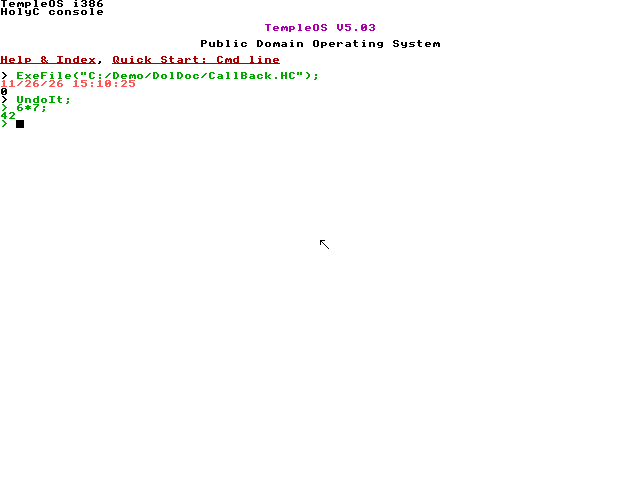 TempleOS i386
HolyC console
TempleOS V5.03
Public Domain Operating System
Help & Index, Quick Start: Cmd line
> ExeFile("C:/Demo/DolDoc/CallBack.HC");
11/26/26 15:10:25
0
> UndoIt;
> 6*7;
42
>